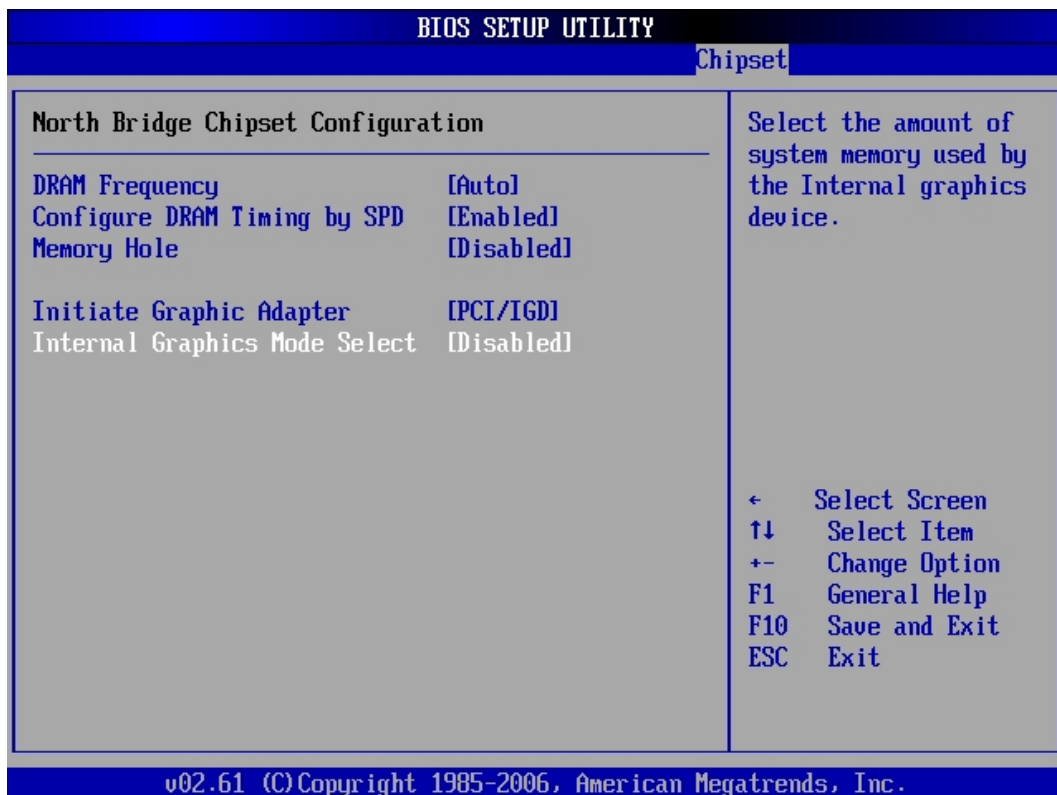 BIOS SETUP UTILITY
Chipset
North Bridge Chipset Configuration
DRAM Frequency [Auto]
Configure DRAM Timing by SPD [Enabled]
Memory Hole [Disabled]
Initiate Graphic Adapter [PCI/IGD]
Internal Graphics Mode Select [Disabled]
Select the amount of
system memory used by
the Internal graphics
device.
← Select Screen
↑↓ Select Item
+- Change Option
F1 General Help
F10 Save and Exit
ESC Exit
v02.61 (C)Copyright 1985-2006, American Megatrends, Inc.